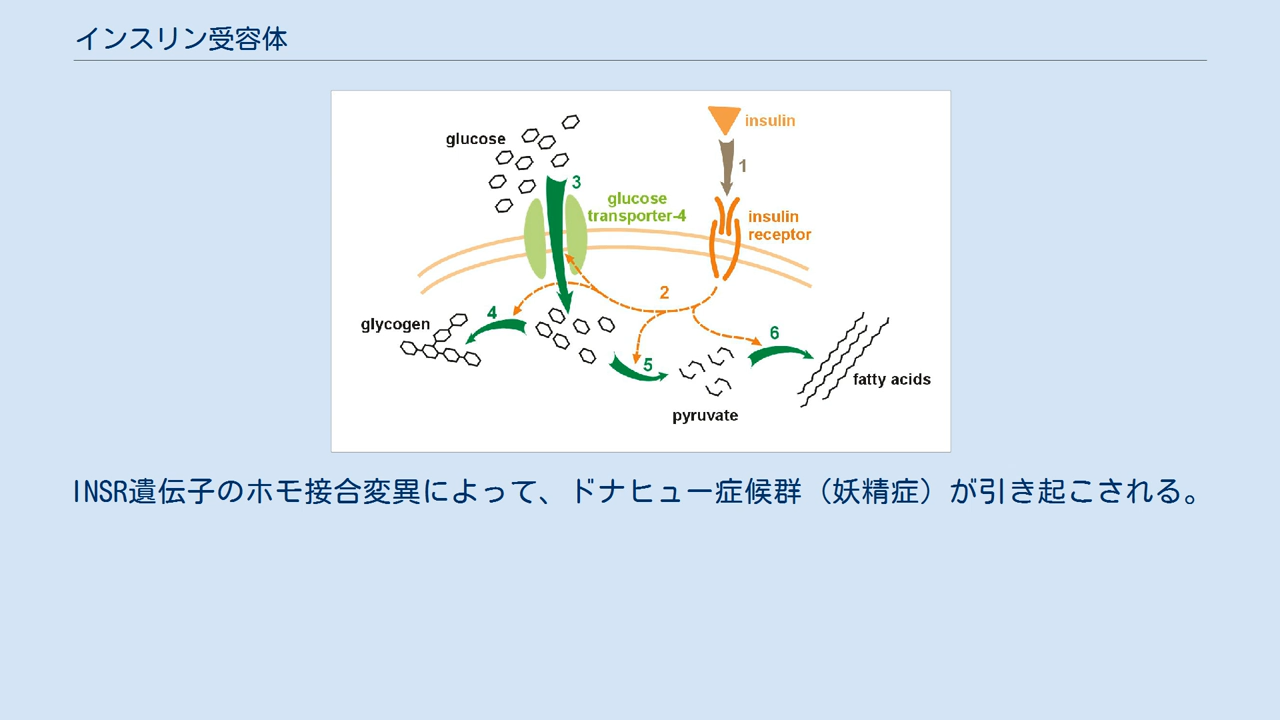 インスリン受容体
glucose
insulin
1
3
glucose
transporter-4
insulin
receptor
2
4
glycogen
5
6
pyruvate
fatty acids
INSR遺伝子のホモ接合変異によって、ドナヒュー症候群（妖精症）が引き起こされる。